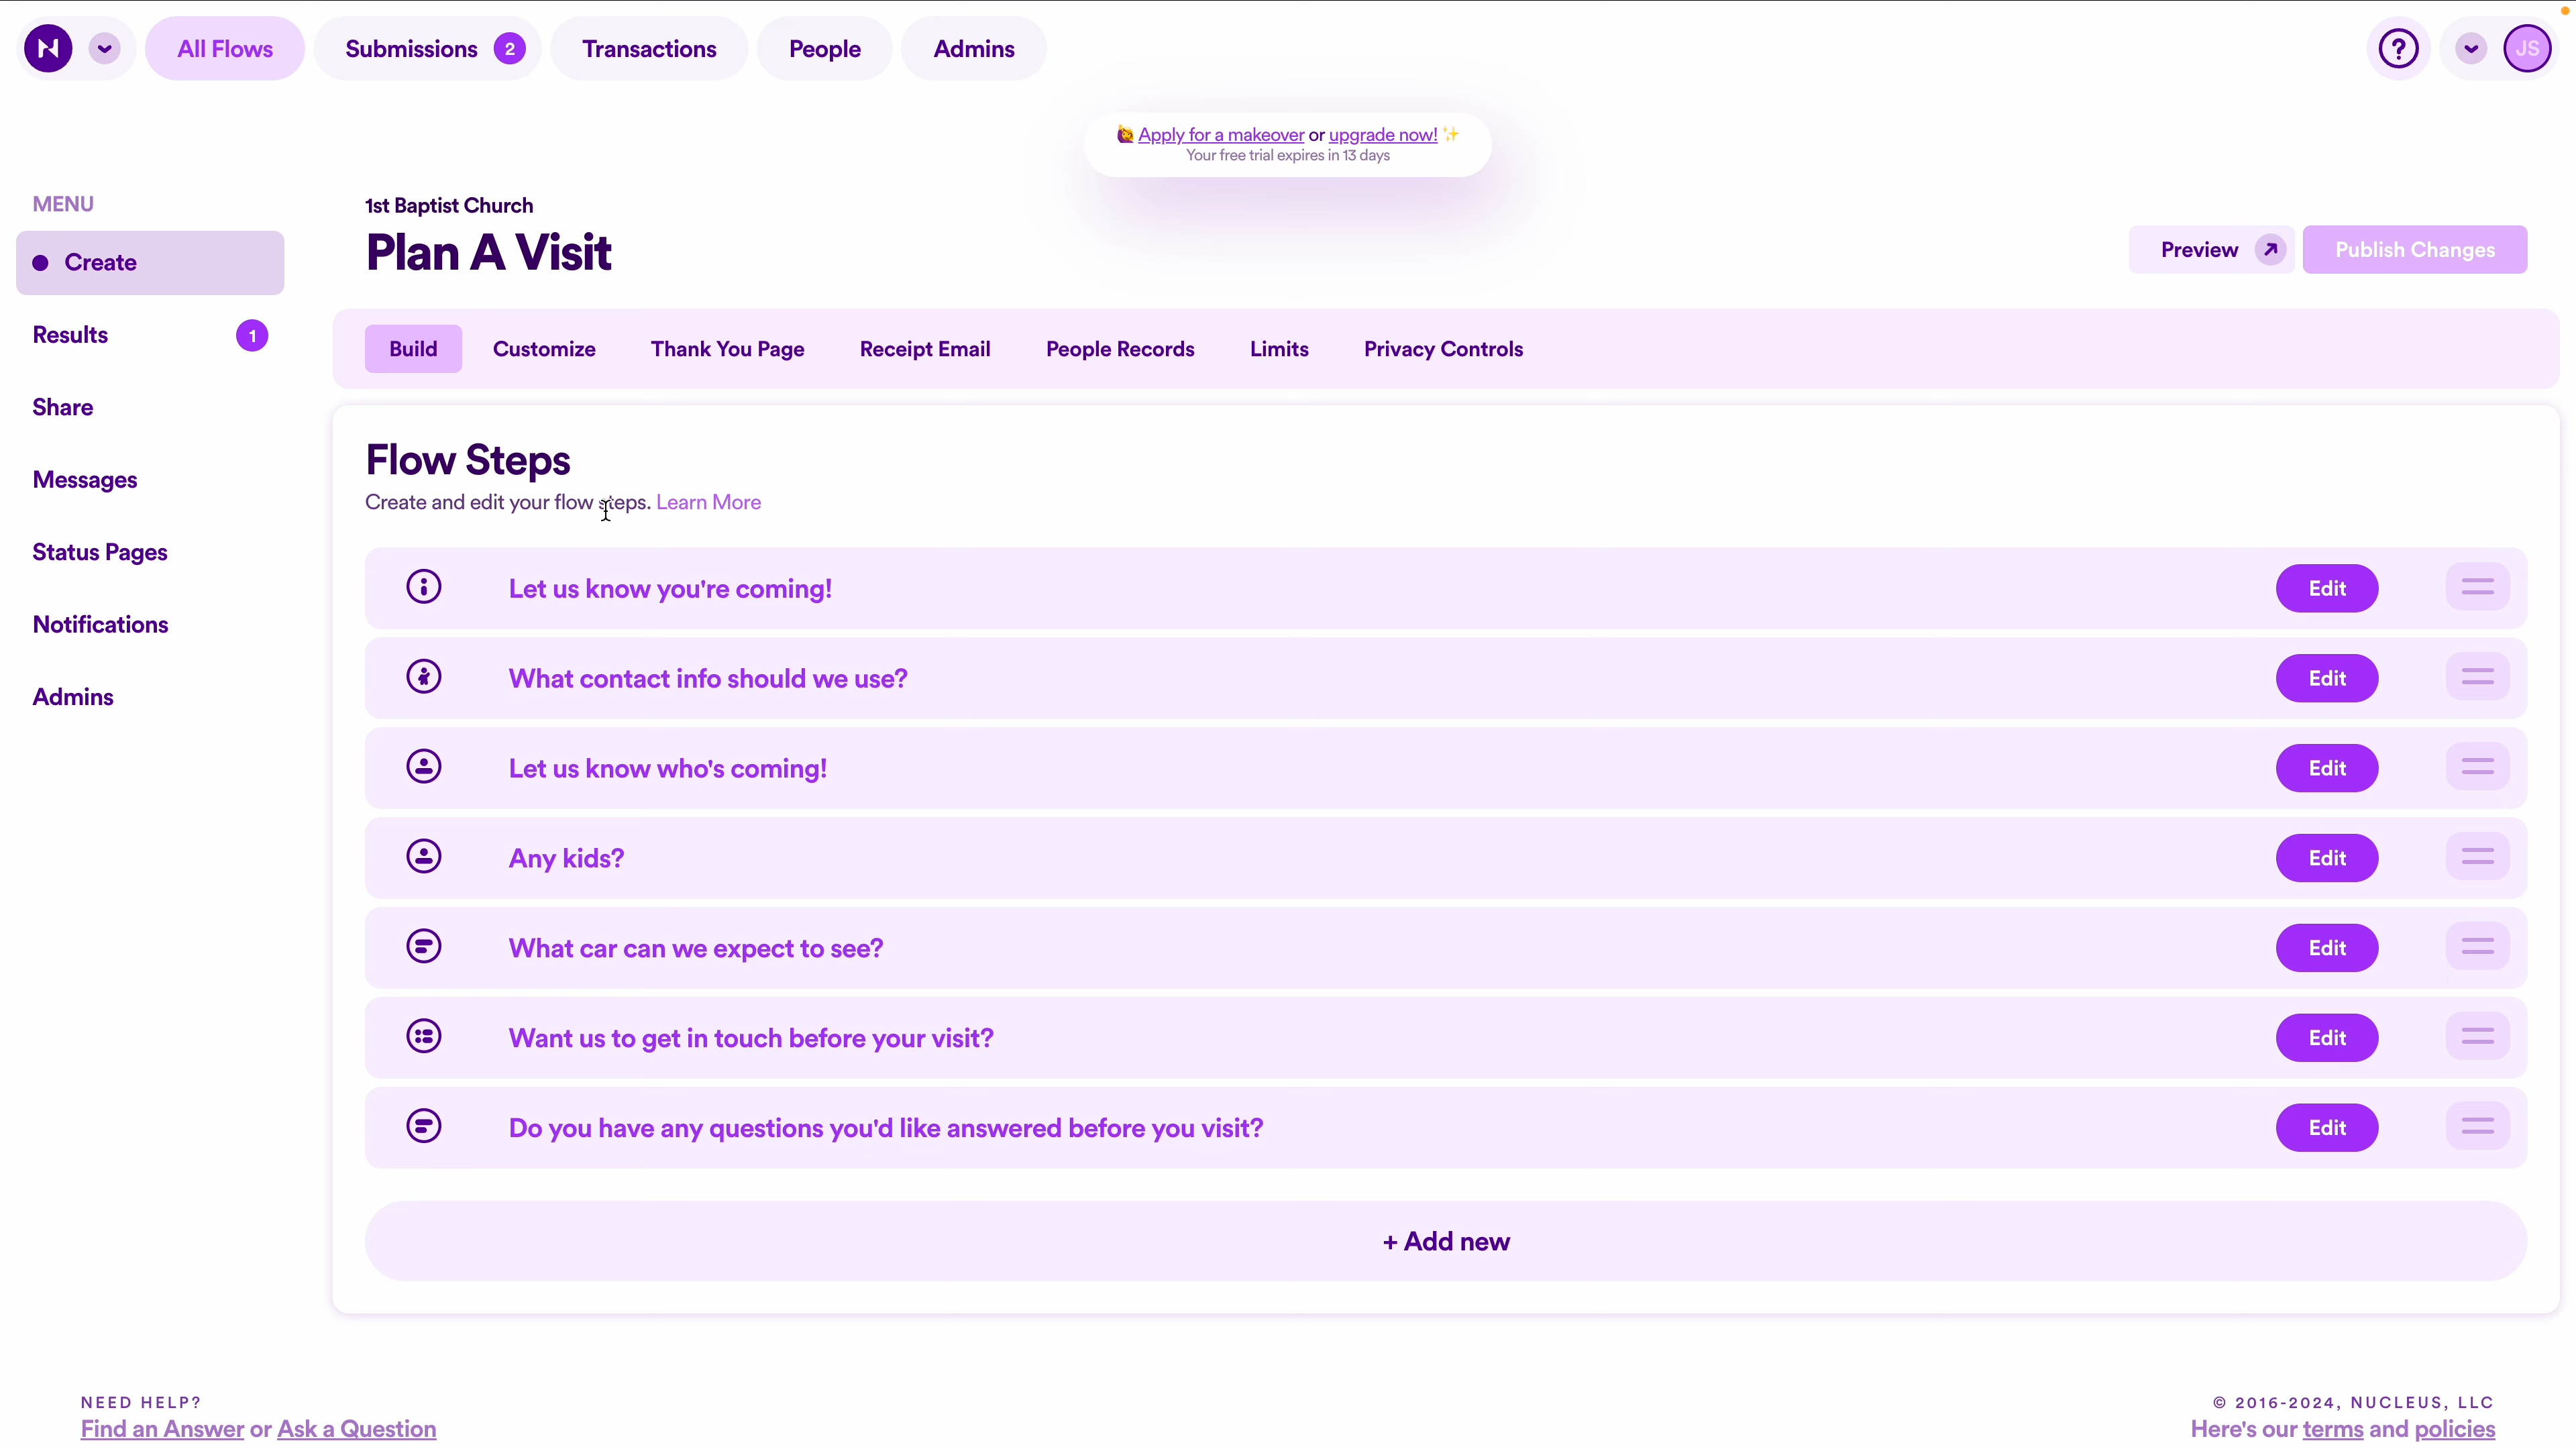 All Flows
Submissions 2
Transactions
People
Admins
?
JS
🙋 Apply for a makeover or upgrade now! ✨
Your free trial expires in 13 days
MENU
Create
Results 1
Share
Messages
Status Pages
Notifications
Admins
1st Baptist Church
Plan A Visit
Preview
Publish Changes
Build
Customize
Thank You Page
Receipt Email
People Records
Limits
Privacy Controls
Flow Steps
Create and edit your flow steps. Learn More
Let us know you're coming!
Edit
What contact info should we use?
Edit
Let us know who's coming!
Edit
Any kids?
Edit
What car can we expect to see?
Edit
Want us to get in touch before your visit?
Edit
Do you have any questions you'd like answered before you visit?
Edit
+ Add new
NEED HELP?
Find an Answer or Ask a Question
© 2016-2024, NUCLEUS, LLC
Here's our terms and policies